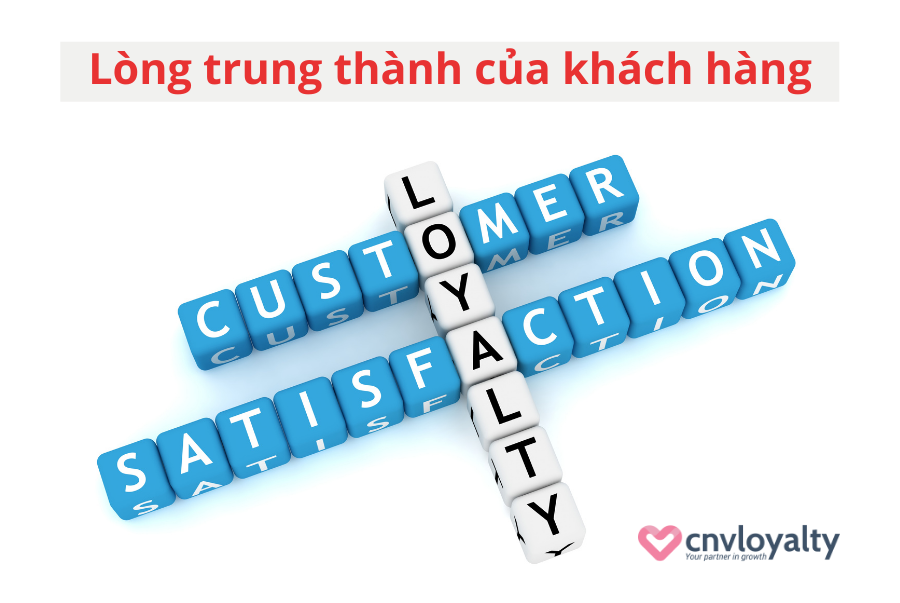 Lòng trung thành của khách hàng
CUSTOMER
LOYALTY
SATISFACTION
cnvloyalty
Your partner in growth